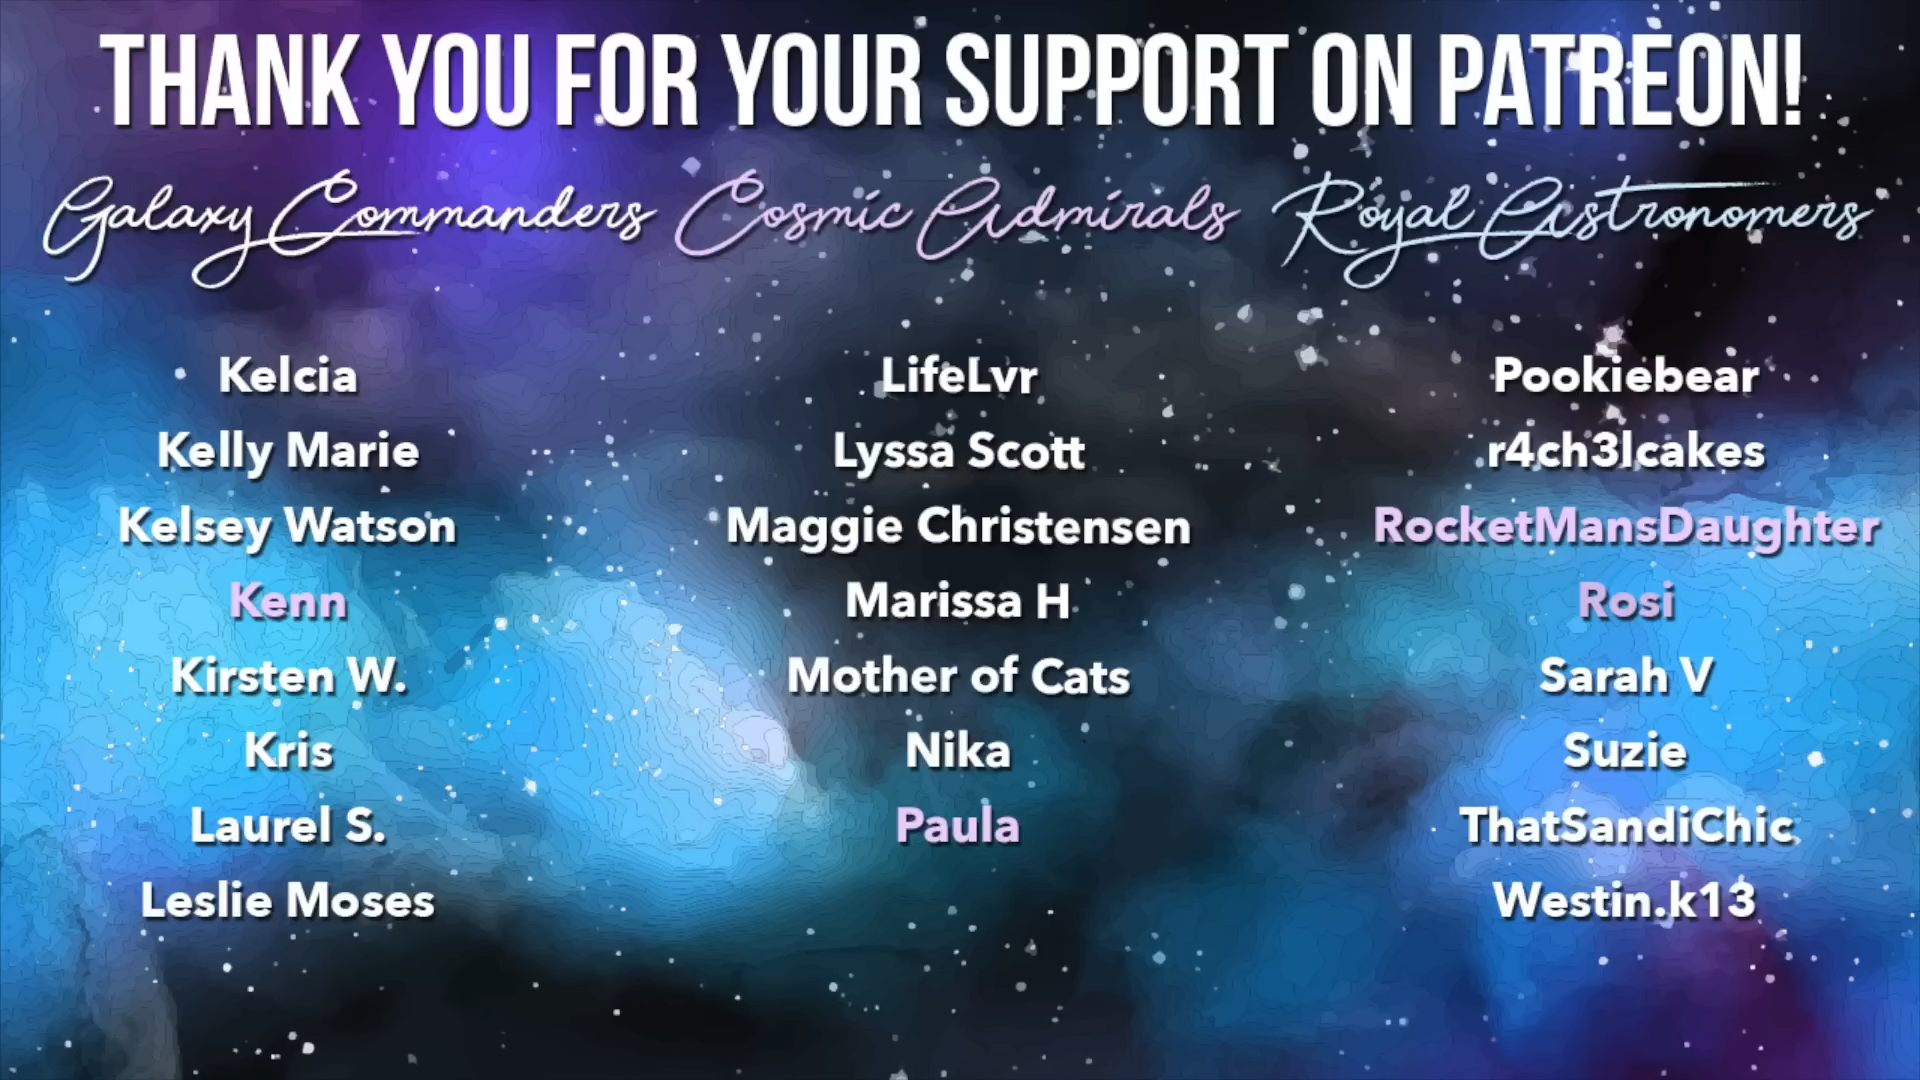 THANK YOU FOR YOUR SUPPORT ON PATREON!
Galaxy Commanders
Kelcia
Kelly Marie
Kelsey Watson
Kenn
Kirsten W.
Kris
Laurel S.
Leslie Moses
Cosmic Admirals
LifeLvr
Lyssa Scott
Maggie Christensen
Marissa H
Mother of Cats
Nika
Paula
Royal Astronomers
Pookiebear
r4ch3lcakes
RocketMansDaughter
Rosi
Sarah V
Suzie
ThatSandiChic
Westin.k13